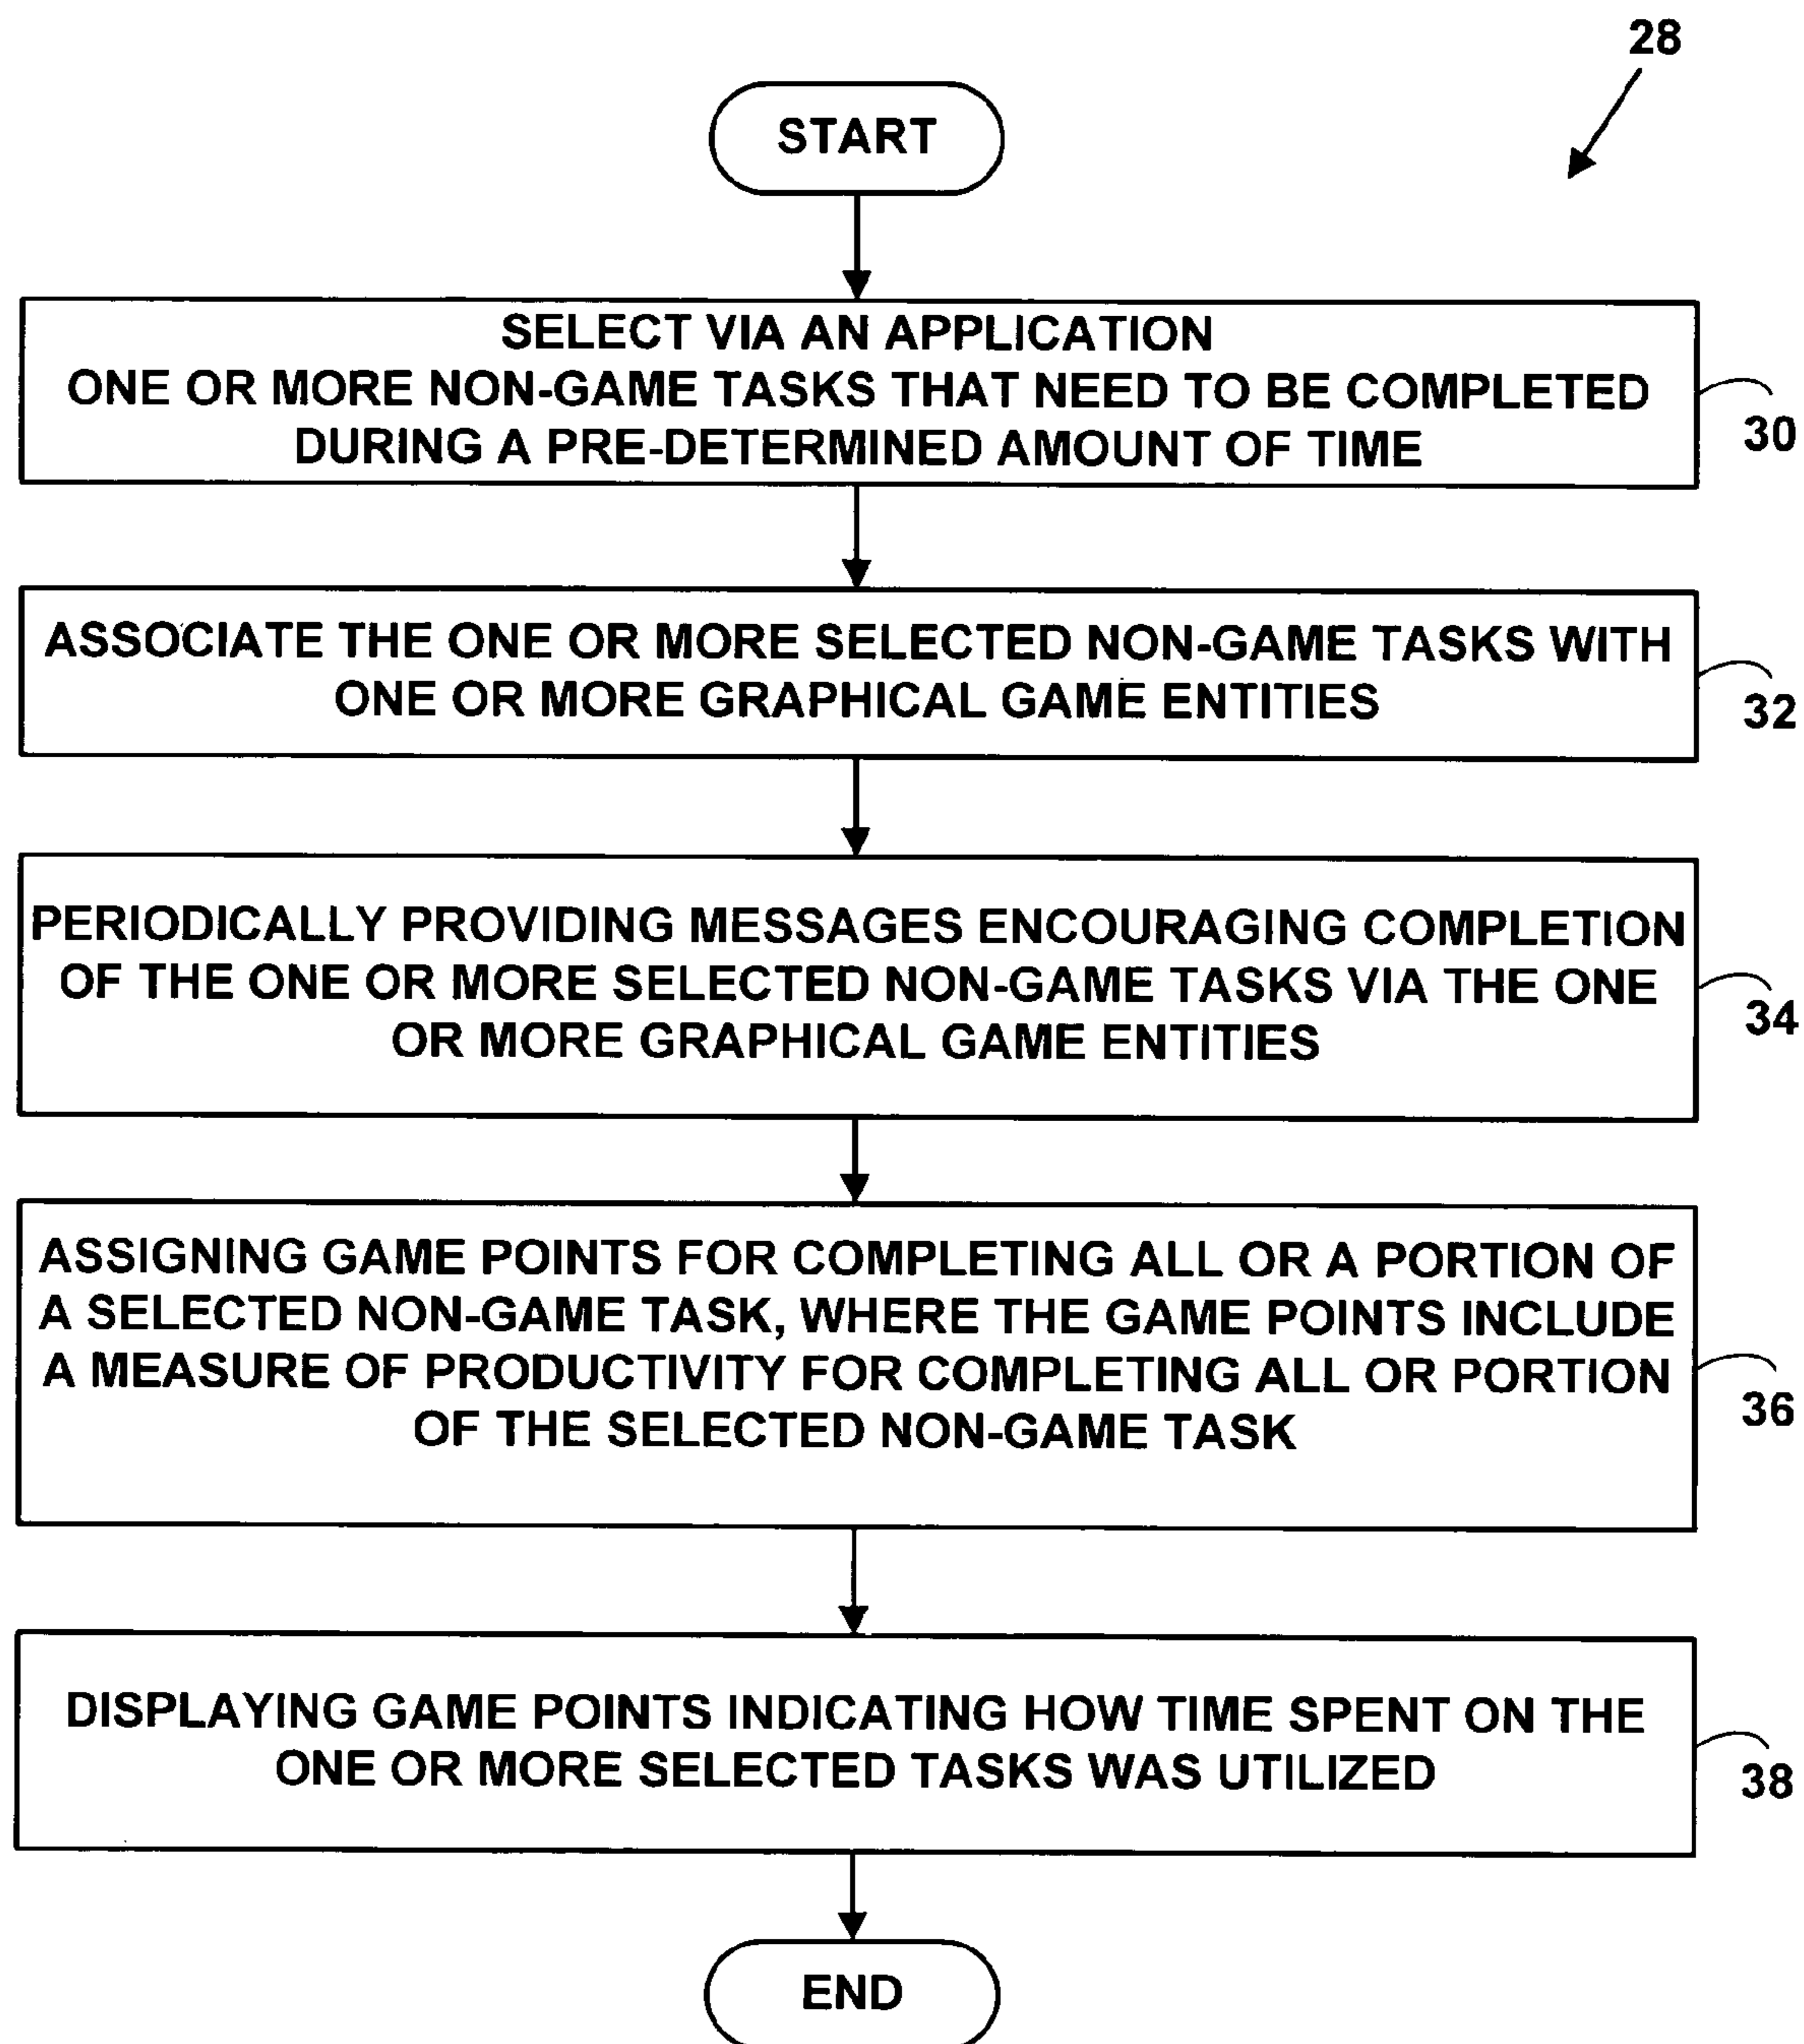 28
START
SELECT VIA AN APPLICATION
ONE OR MORE NON-GAME TASKS THAT NEED TO BE COMPLETED
DURING A PRE-DETERMINED AMOUNT OF TIME
30
ASSOCIATE THE ONE OR MORE SELECTED NON-GAME TASKS WITH
ONE OR MORE GRAPHICAL GAME ENTITIES
32
PERIODICALLY PROVIDING MESSAGES ENCOURAGING COMPLETION
OF THE ONE OR MORE SELECTED NON-GAME TASKS VIA THE ONE
OR MORE GRAPHICAL GAME ENTITIES
34
ASSIGNING GAME POINTS FOR COMPLETING ALL OR A PORTION OF
A SELECTED NON-GAME TASK, WHERE THE GAME POINTS INCLUDE
A MEASURE OF PRODUCTIVITY FOR COMPLETING ALL OR PORTION
OF THE SELECTED NON-GAME TASK
36
DISPLAYING GAME POINTS INDICATING HOW TIME SPENT ON THE
ONE OR MORE SELECTED TASKS WAS UTILIZED
38
END